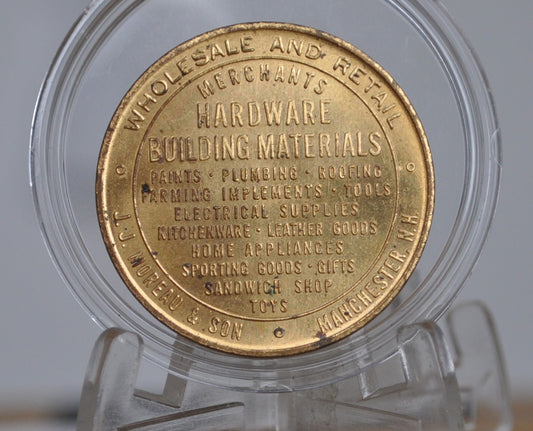 WHOLESALE AND RETAIL
MERCHANTS
HARDWARE
BUILDING MATERIALS
PAINTS · PLUMBING · ROOFING
FARMING IMPLEMENTS · TOOLS
ELECTRICAL SUPPLIES
KITCHENWARE · LEATHER GOODS
HOME APPLIANCES
SPORTING GOODS · GIFTS
SANDWICH SHOP
TOYS
J.J. MOREAU & SON
MANCHESTER N.H.